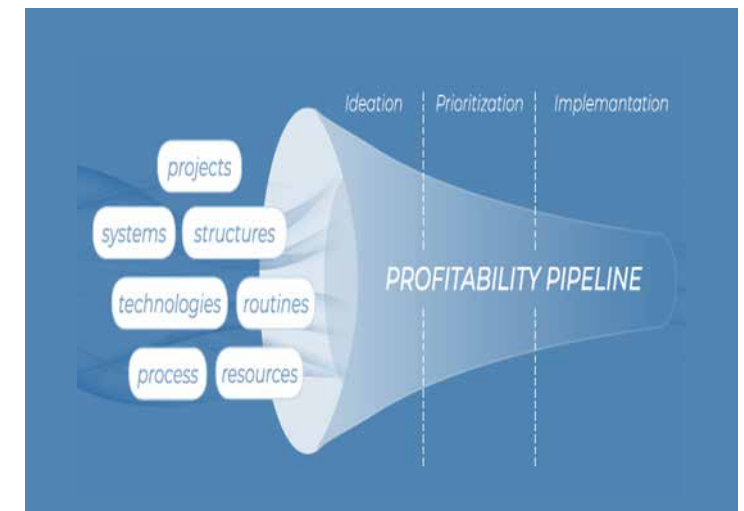 Ideation Prioritization Implemantation
projects
systems structures
technologies routines
process resources
PROFITABILITY PIPELINE